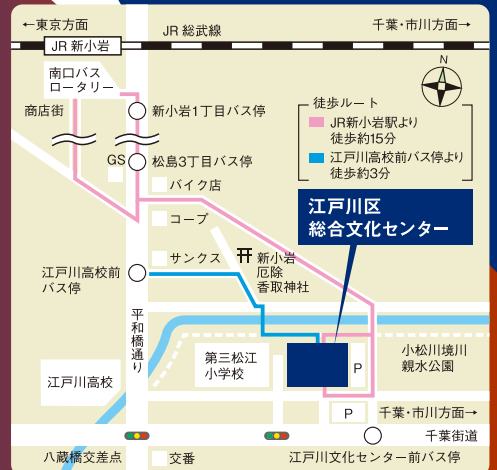 ←東京方面
JR 総武線
千葉・市川方面→
JR 新小岩
南口バス
ロータリー
N
商店街
新小岩1丁目バス停
徒歩ルート
JR新小岩駅より
徒歩約15分
江戸川高校前バス停より
徒歩約3分
GS
松島3丁目バス停
バイク店
コープ
江戸川区
総合文化センター
サンクス
新小岩
厄除
香取神社
江戸川高校前
バス停
平和橋通り
第三松江
小学校
P
小松川境川
親水公園
江戸川高校
P
千葉・市川方面→
千葉街道
八蔵橋交差点
交番
江戸川文化センター前バス停